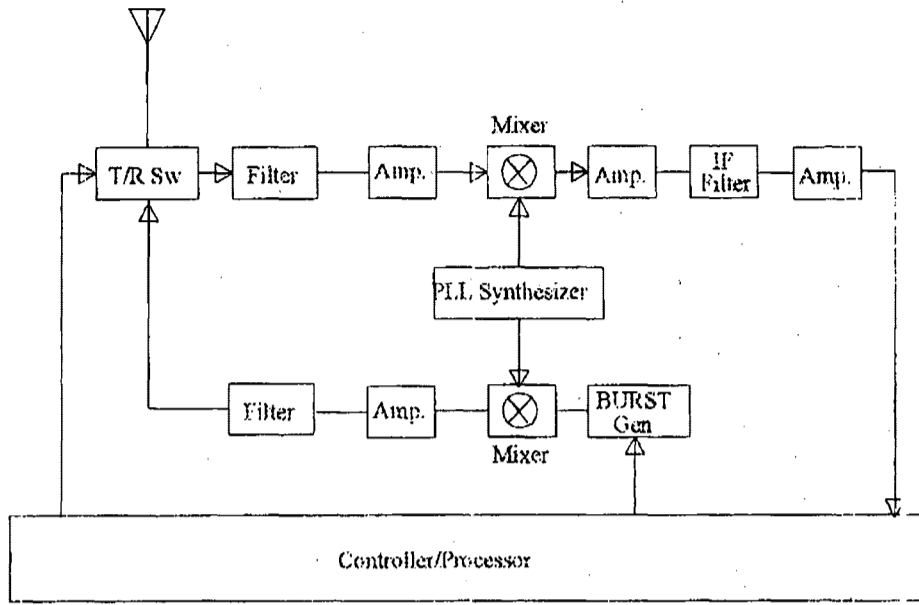 Mixer
T/R Sw
Filter
Amp.
Amp.
IF
Filter
Amp.
PLL Synthesizer
Filter
Amp.
BURST
Gen
Mixer
Controller/Processor